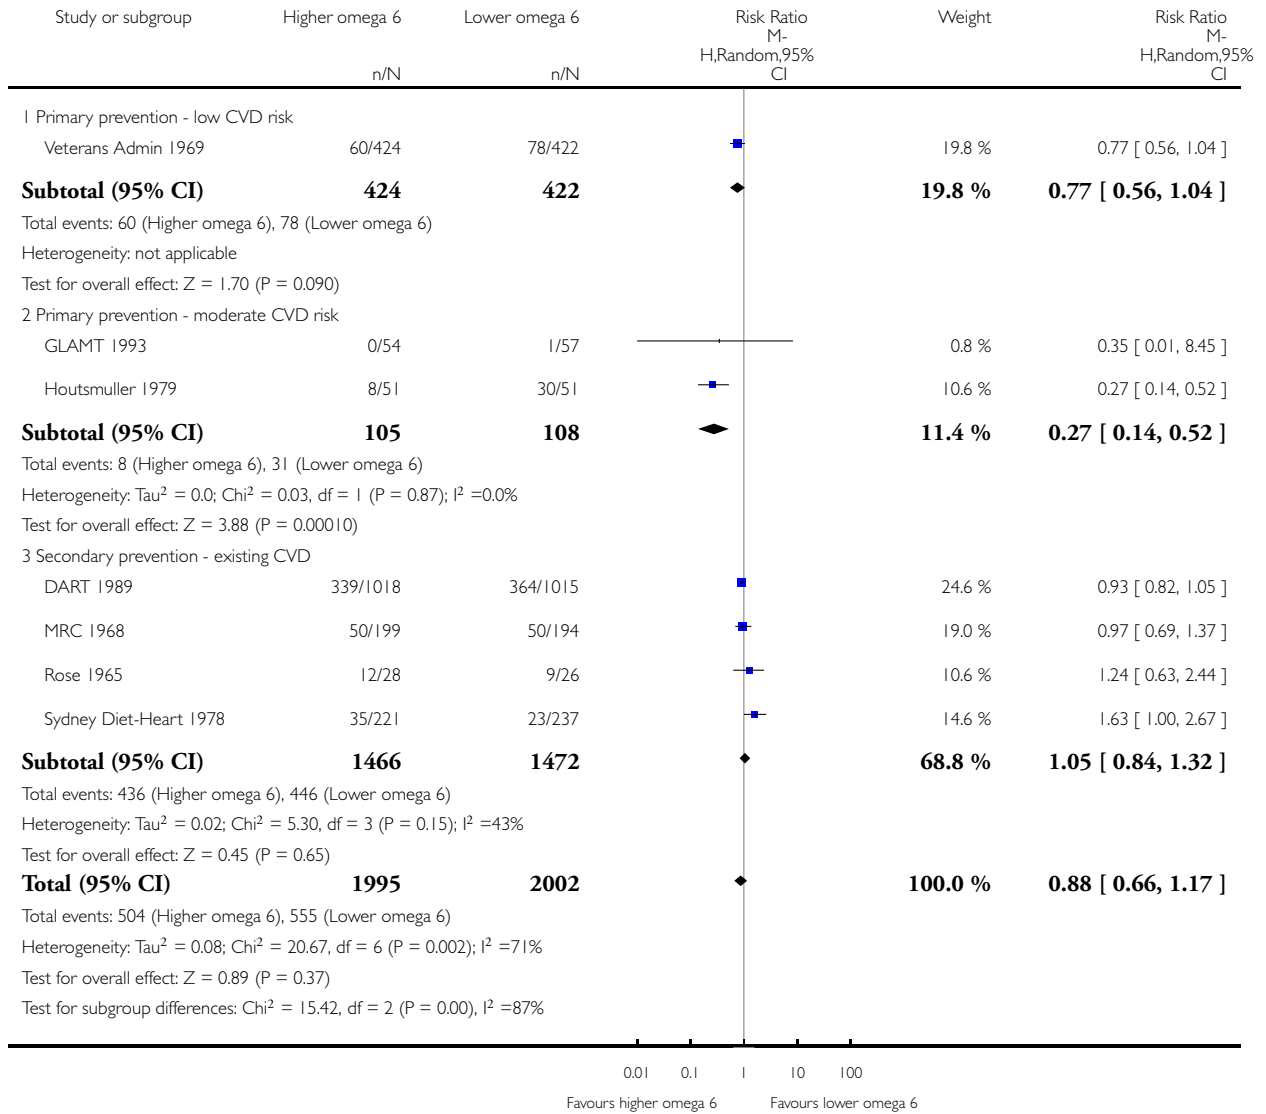 Study or subgroup Higher omega 6 Lower omega 6 Risk Ratio Weight Risk Ratio
M- M-
H,Random,95% H,Random,95%
n/N n/N CI CI
1 Primary prevention - low CVD risk
Veterans Admin 1969 60/424 78/422 19.8 % 0.77 [ 0.56, 1.04 ]
Subtotal (95% CI) 424 422 19.8 % 0.77 [ 0.56, 1.04 ]
Total events: 60 (Higher omega 6), 78 (Lower omega 6)
Heterogeneity: not applicable
Test for overall effect: Z = 1.70 (P = 0.090)
2 Primary prevention - moderate CVD risk
GLAMT 1993 0/54 1/57 0.8 % 0.35 [ 0.01, 8.45 ]
Houtsmuller 1979 8/51 30/51 10.6 % 0.27 [ 0.14, 0.52 ]
Subtotal (95% CI) 105 108 11.4 % 0.27 [ 0.14, 0.52 ]
Total events: 8 (Higher omega 6), 31 (Lower omega 6)
Heterogeneity: Tau² = 0.0; Chi² = 0.03, df = 1 (P = 0.87); I² =0.0%
Test for overall effect: Z = 3.88 (P = 0.00010)
3 Secondary prevention - existing CVD
DART 1989 339/1018 364/1015 24.6 % 0.93 [ 0.82, 1.05 ]
MRC 1968 50/199 50/194 19.0 % 0.97 [ 0.69, 1.37 ]
Rose 1965 12/28 9/26 10.6 % 1.24 [ 0.63, 2.44 ]
Sydney Diet-Heart 1978 35/221 23/237 14.6 % 1.63 [ 1.00, 2.67 ]
Subtotal (95% CI) 1466 1472 68.8 % 1.05 [ 0.84, 1.32 ]
Total events: 436 (Higher omega 6), 446 (Lower omega 6)
Heterogeneity: Tau² = 0.02; Chi² = 5.30, df = 3 (P = 0.15); I² =43%
Test for overall effect: Z = 0.45 (P = 0.65)
Total (95% CI) 1995 2002 100.0 % 0.88 [ 0.66, 1.17 ]
Total events: 504 (Higher omega 6), 555 (Lower omega 6)
Heterogeneity: Tau² = 0.08; Chi² = 20.67, df = 6 (P = 0.002); I² =71%
Test for overall effect: Z = 0.89 (P = 0.37)
Test for subgroup differences: Chi² = 15.42, df = 2 (P = 0.00), I² =87%
0.01 0.1 1 10 100
Favours higher omega 6 Favours lower omega 6